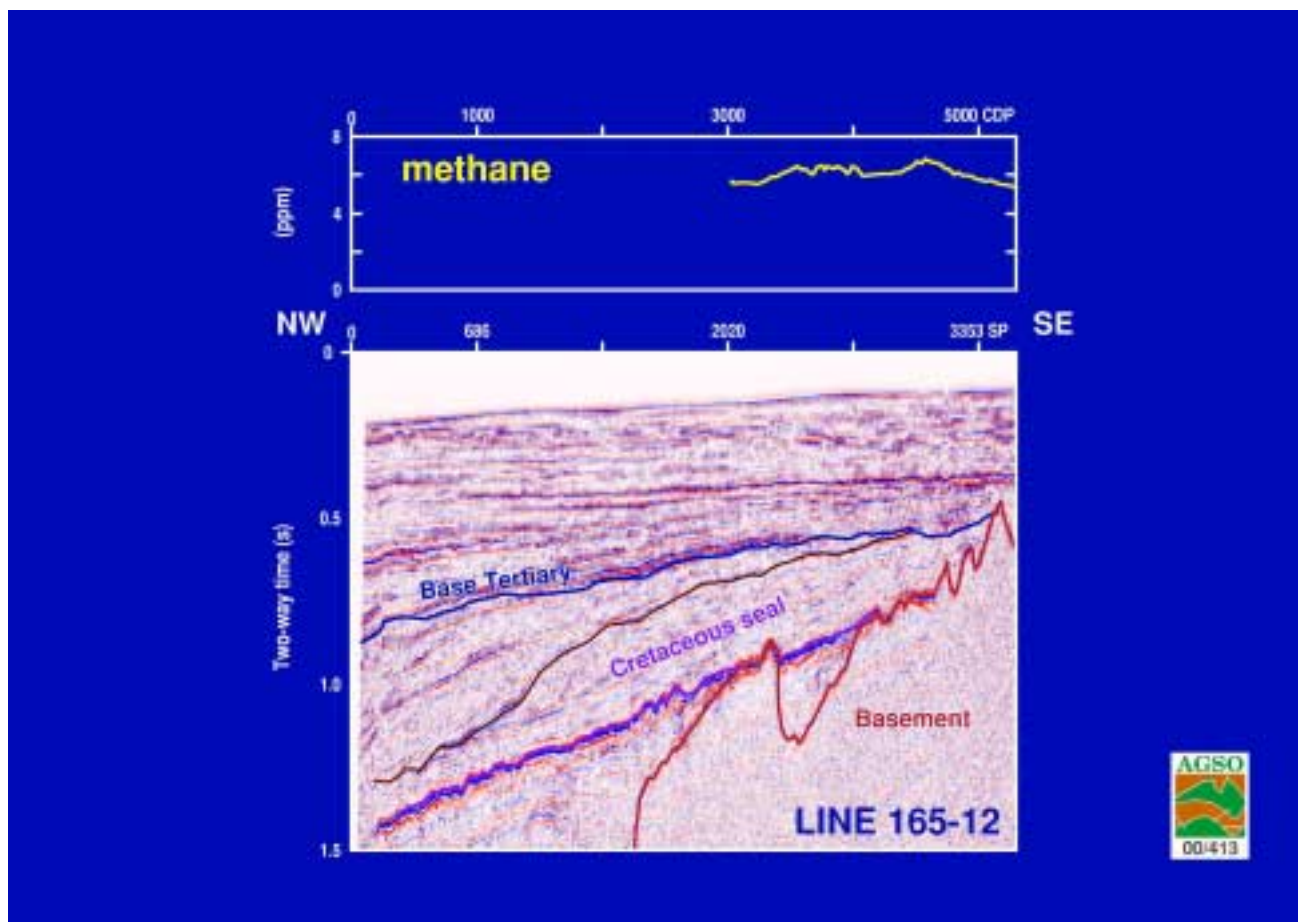 0 1000 3000 5000 CDP
8
methane
(ppm)
4
0
NW
SE
0 686 2020 3353 SP
0
0.5
Two-way time (s)
Base Tertiary
Cretaceous seal
1.0
Basement
LINE 165-12
1.5
AGSO
00/413